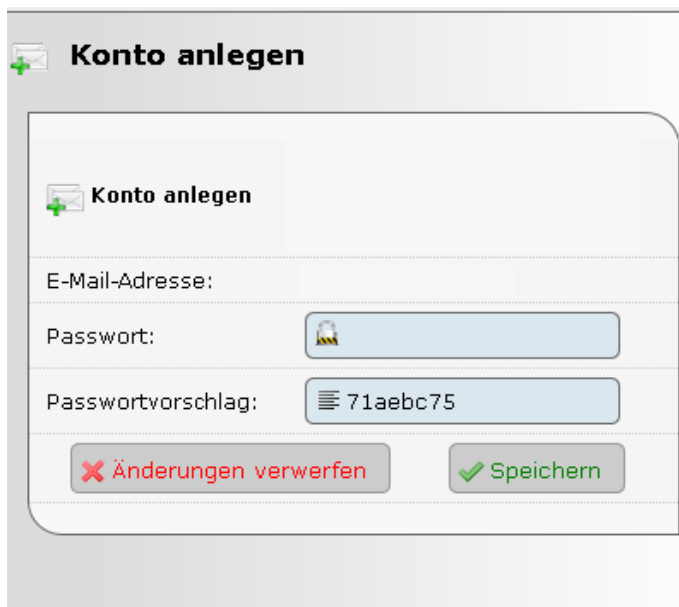 Konto anlegen
Konto anlegen
E-Mail-Adresse:
Passwort:
Passwortvorschlag: 71aebc75
Änderungen verwerfen Speichern